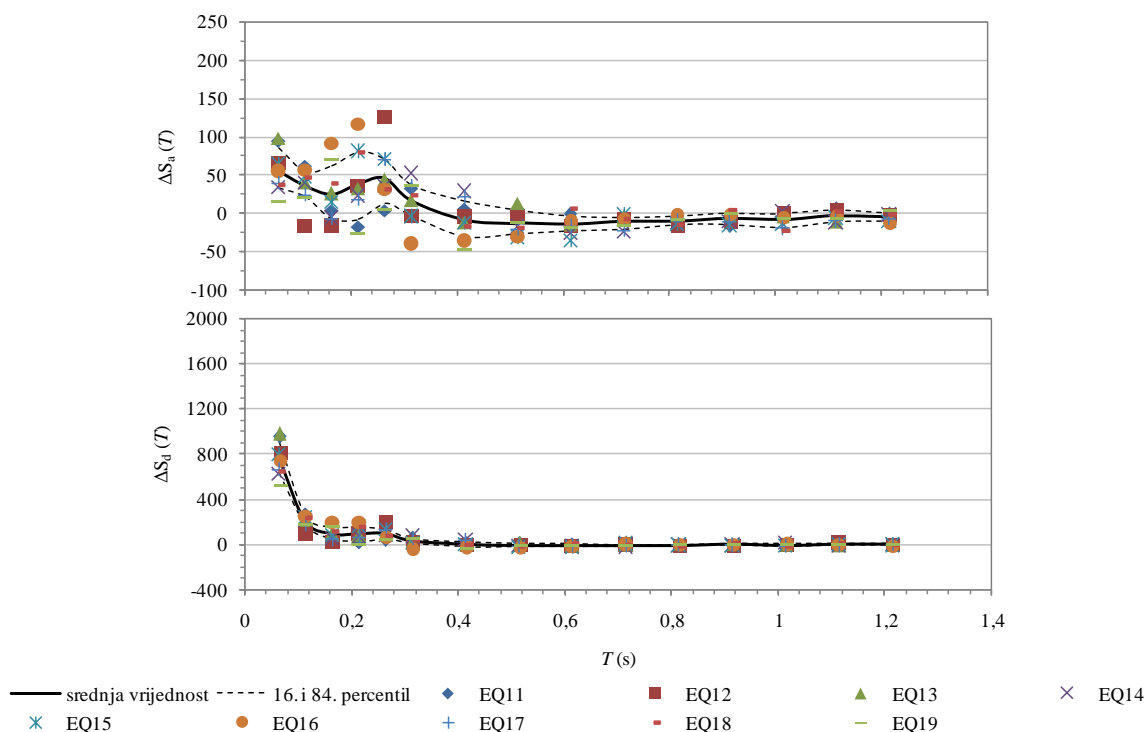 250
200
150
100
50
0
-50
-100
ΔSa (T)
2000
1600
1200
800
400
0
-400
ΔSd (T)
0 0,2 0,4 0,6 0,8 1 1,2 1,4
T (s)
srednja vrijednost 16. i 84. percentil EQ11 EQ12 EQ13 EQ14
EQ15 EQ16 EQ17 EQ18 EQ19